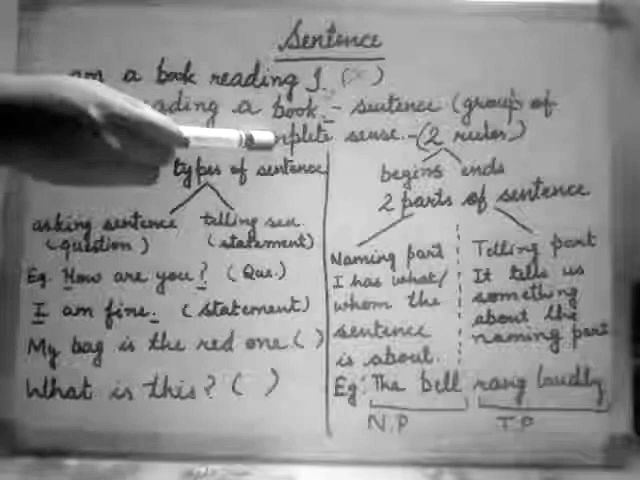 Sentence
am a book reading I. (×)
eading a book. - sentence (group of
mplete sense. - (2 rules)
begins ends
types of sentence
2 parts of sentence
asking sentence telling sen.
(question) (statement)
Eg. How are you? (Que.)
I am fine. (statement)
My bag is the red one ( )
What is this? ( )
Naming part
I has what/
whom the
sentence
is about.
Telling part
It tells us
something
about the
naming part
Eg: The bell rang loudly
N.P T.P